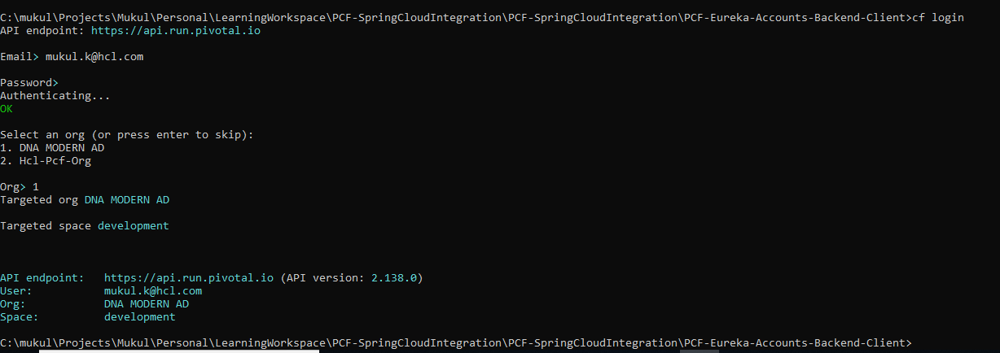 C:\mukul\Projects\Mukul\Personal\LearningWorkspace\PCF-SpringCloudIntegration\PCF-SpringCloudIntegration\PCF-Eureka-Accounts-Backend-Client>cf login
API endpoint: https://api.run.pivotal.io
Email> mukul.k@hcl.com
Password>
Authenticating...
OK
Select an org (or press enter to skip):
1. DNA MODERN AD
2. Hcl-Pcf-Org
Org> 1
Targeted org DNA MODERN AD
Targeted space development
API endpoint:   https://api.run.pivotal.io (API version: 2.138.0)
User:           mukul.k@hcl.com
Org:            DNA MODERN AD
Space:          development
C:\mukul\Projects\Mukul\Personal\LearningWorkspace\PCF-SpringCloudIntegration\PCF-SpringCloudIntegration\PCF-Eureka-Accounts-Backend-Client>